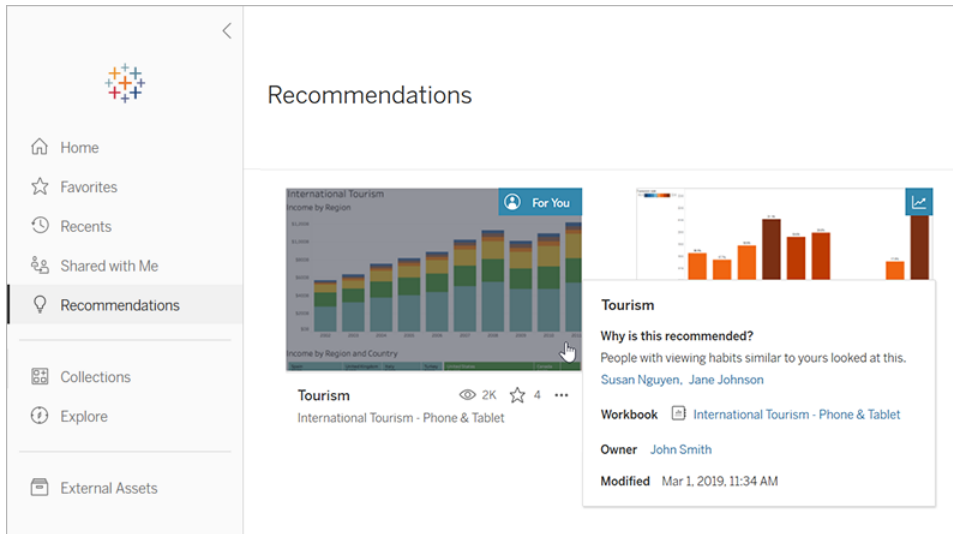 Recommendations
Home
Favorites
Recents
Shared with Me
Recommendations
Collections
Explore
External Assets
International Tourism
Income by Region
For You
Income by Region and Country
Tourism
2K
4
International Tourism - Phone & Tablet
Tourism
Why is this recommended?
People with viewing habits similar to yours looked at this.
Susan Nguyen, Jane Johnson
Workbook International Tourism - Phone & Tablet
Owner John Smith
Modified Mar 1, 2019, 11:34 AM